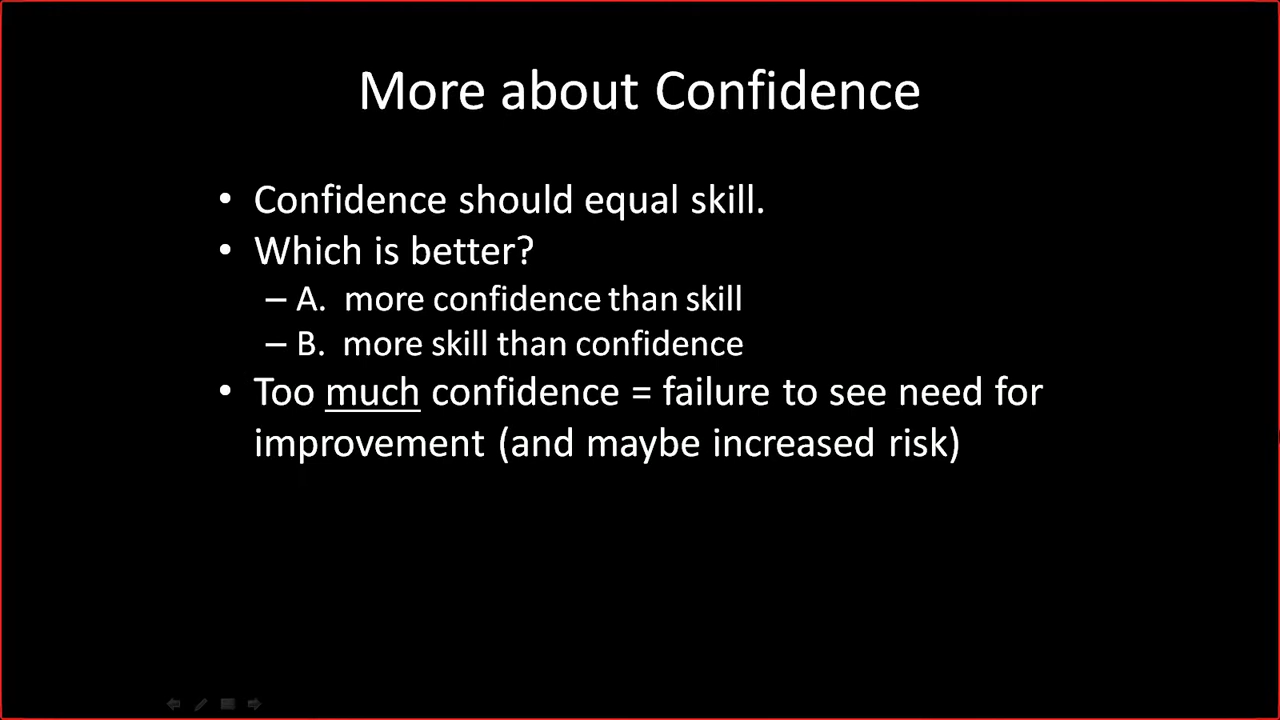 More about Confidence
• Confidence should equal skill.
• Which is better?
– A. more confidence than skill
– B. more skill than confidence
• Too much confidence = failure to see need for
improvement (and maybe increased risk)